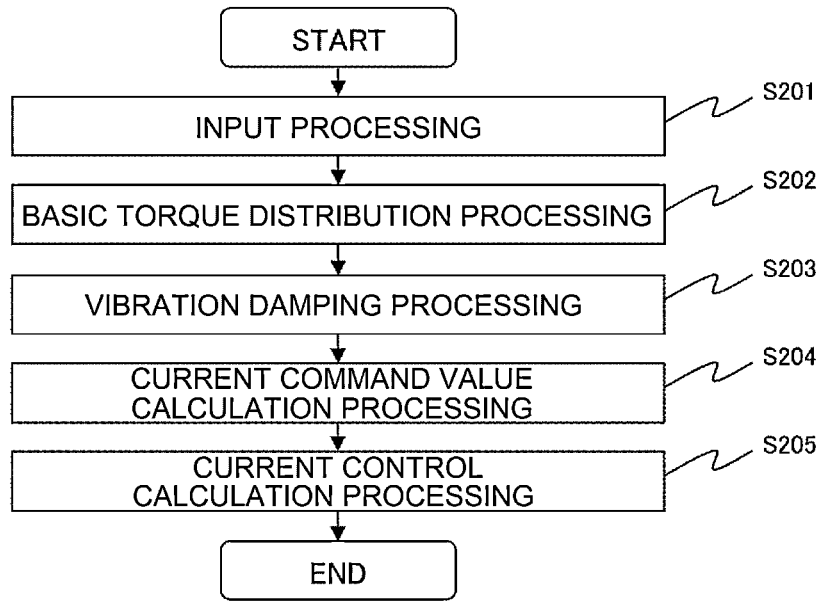 START
S201
INPUT PROCESSING
S202
BASIC TORQUE DISTRIBUTION PROCESSING
S203
VIBRATION DAMPING PROCESSING
S204
CURRENT COMMAND VALUE
CALCULATION PROCESSING
S205
CURRENT CONTROL
CALCULATION PROCESSING
END